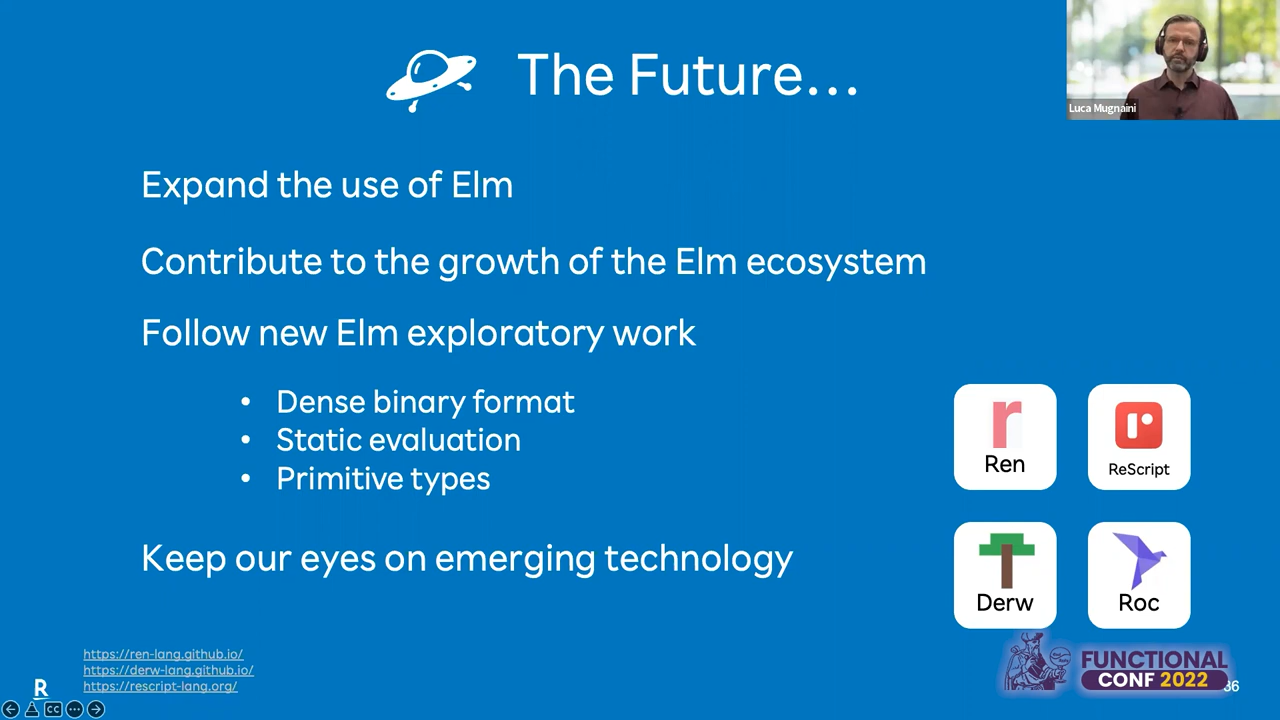 The Future...
Luca Mugnaini
Expand the use of Elm
Contribute to the growth of the Elm ecosystem
Follow new Elm exploratory work
• Dense binary format
• Static evaluation
• Primitive types
Ren
ReScript
Keep our eyes on emerging technology
Derw
Roc
https://ren-lang.github.io/
https://derw-lang.github.io/
https://rescript-lang.org/
R
FUNCTIONAL
CONF 2022
CC